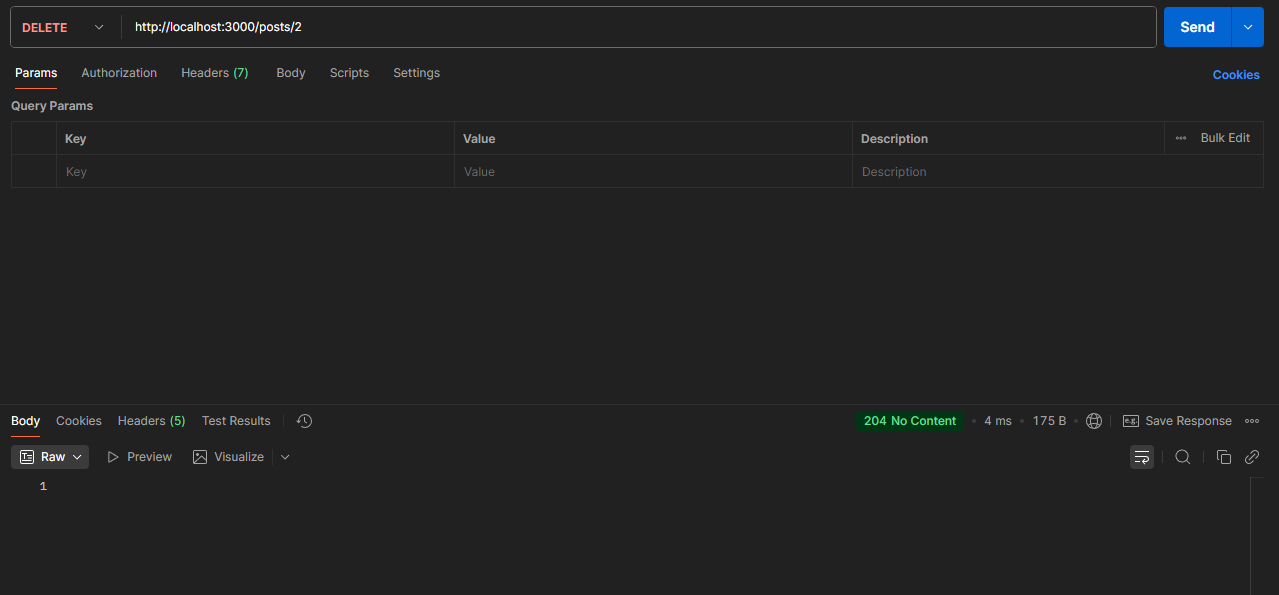 DELETE http://localhost:3000/posts/2 Send
Params Authorization Headers (7) Body Scripts Settings Cookies
Query Params
Key Value Description Bulk Edit
Key Value Description
Body Cookies Headers (5) Test Results 204 No Content • 4 ms • 175 B • e.g. Save Response
Raw Preview Visualize
1